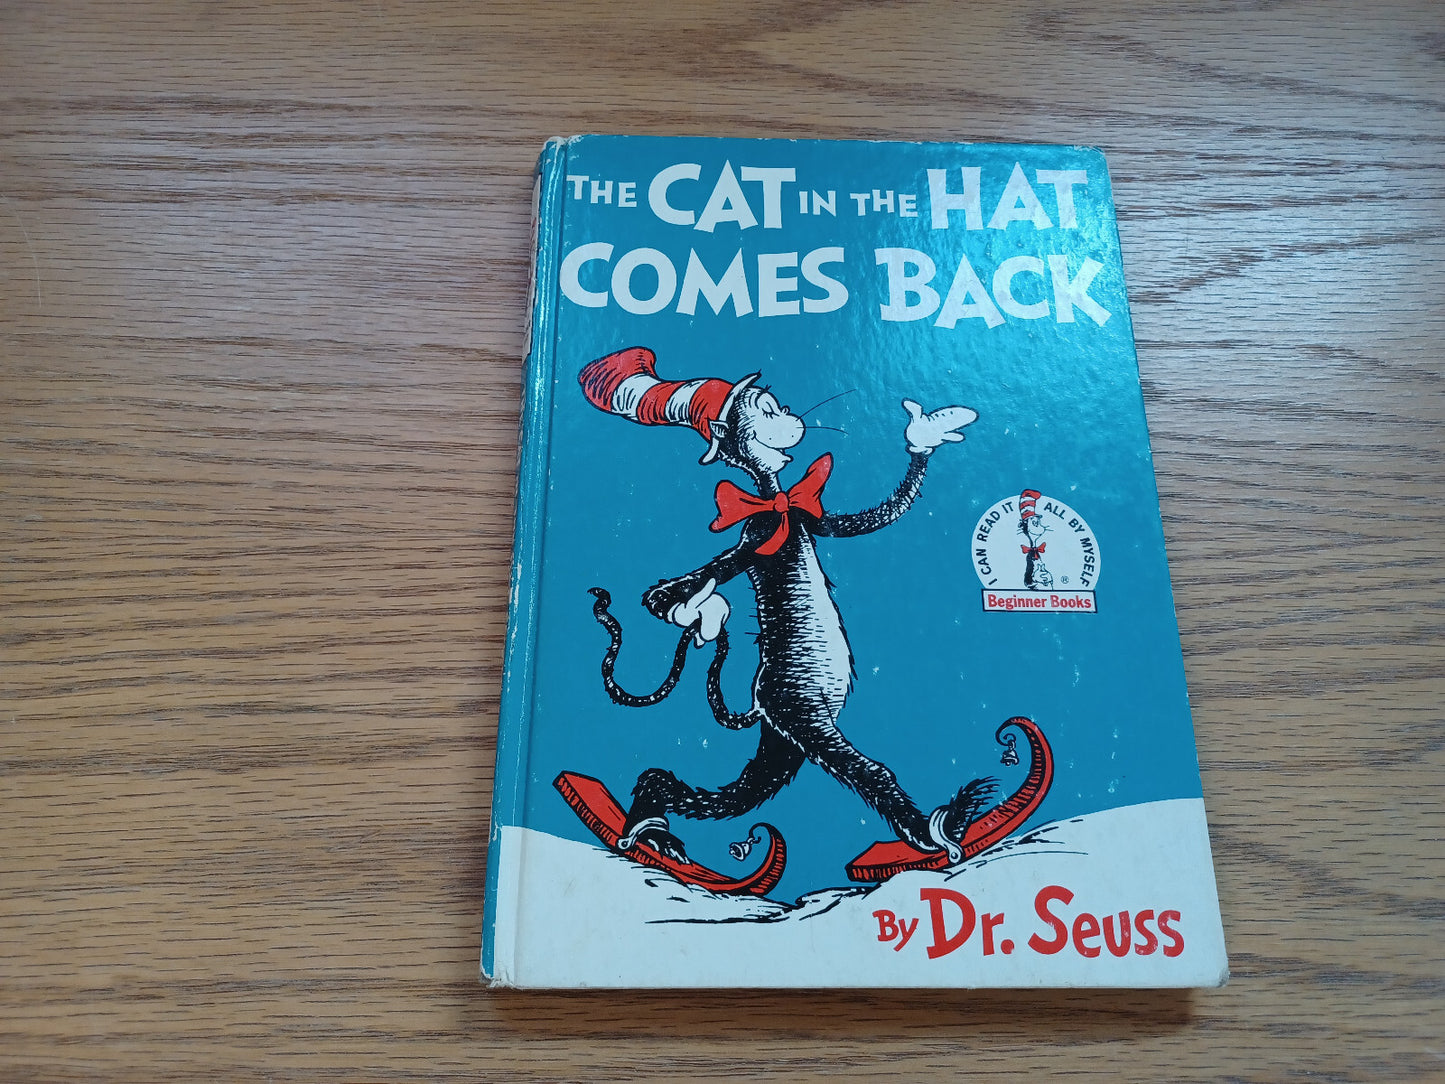 THE CAT IN THE HAT
COMES BACK
I CAN READ IT ALL BY MYSELF
®
Beginner Books
By Dr. Seuss